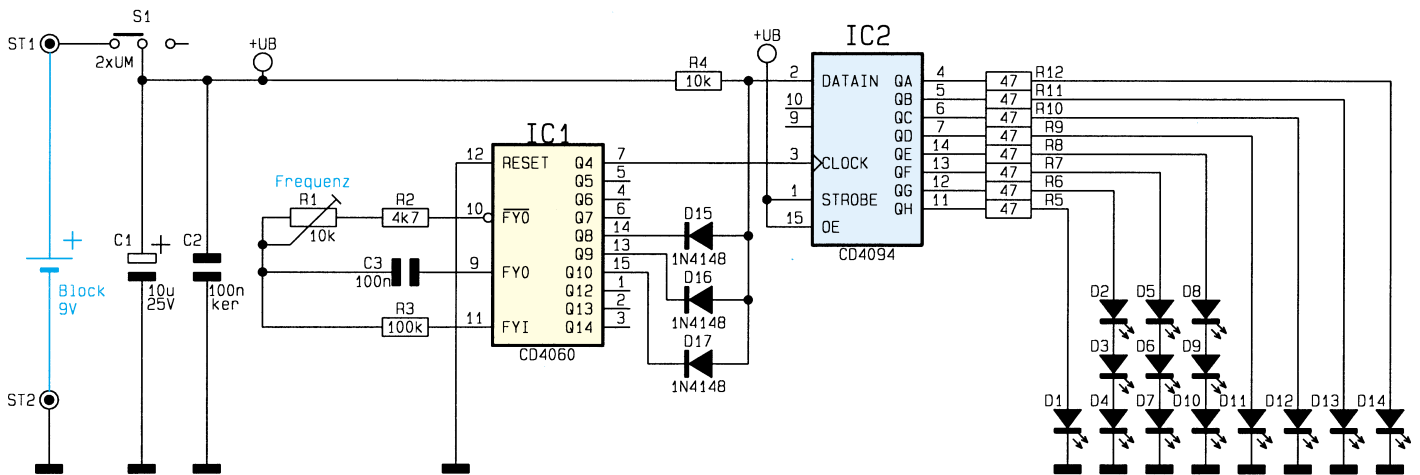 S1
ST1
2xUM
+UB
+UB
IC2
R4
10k
2 DATAIN QA 4 47 R12
10 QB 5 47 R11
9 QC 6 47 R10
QD 7 47 R9
QE 14 47 R8
3 CLOCK QF 13 47 R7
1 STROBE QG 12 47 R6
15 OE QH 11 47 R5
CD4094
IC1
12 RESET Q4 7
Q5 5
Q6 4
10 FY0 Q7 6
Q8 14
Q9 13
9 FY0 Q10 15
Q12 1
Q13 2
11 FYI Q14 3
CD4060
Frequenz
R1
10k
R2
4k7
C3
100n
R3
100k
D15
1N4148
D16
1N4148
D17
1N4148
C1
+
10u
25V
C2
100n
ker
+
Block
9V
ST2
D2 D5 D8
D3 D6 D9
D1 D4 D7 D10 D11 D12 D13 D14